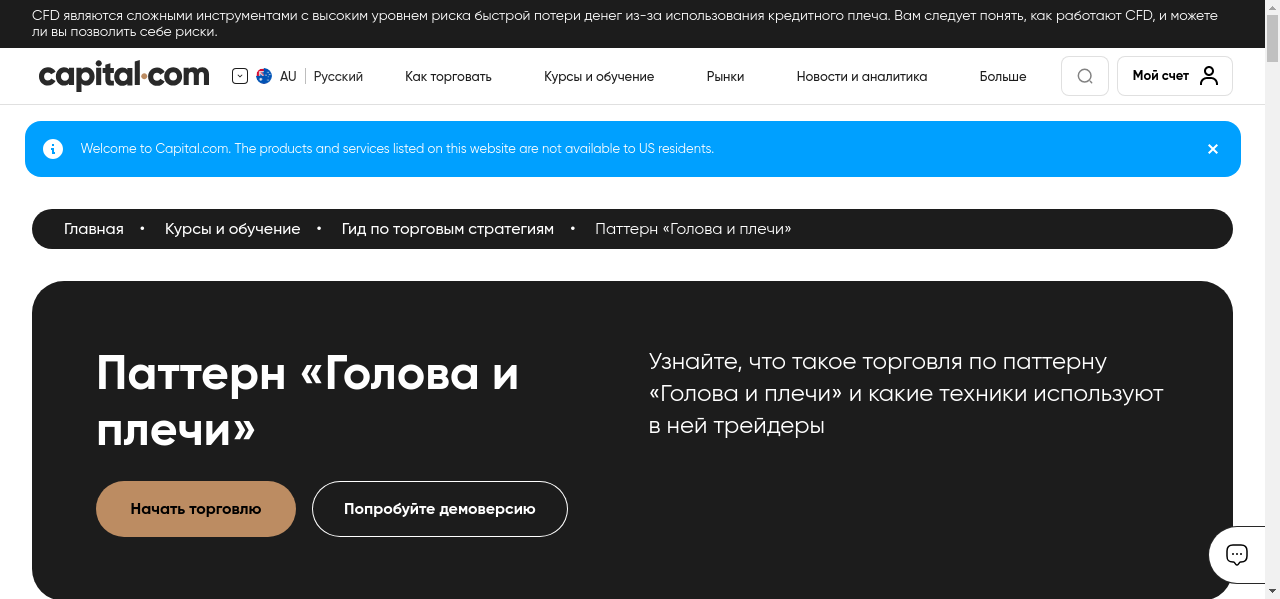 CFD являются сложными инструментами с высоким уровнем риска быстрой потери денег из-за использования кредитного плеча. Вам следует понять, как работают CFD, и можете
ли вы позволить себе риски.
capital.com AU Русский Как торговать Курсы и обучение Рынки Новости и аналитика Больше Мой счет
Welcome to Capital.com. The products and services listed on this website are not available to US residents.
Главная • Курсы и обучение • Гид по торговым стратегиям • Паттерн «Голова и плечи»
Паттерн «Голова и
плечи»
Узнайте, что такое торговля по паттерну
«Голова и плечи» и какие техники используют
в ней трейдеры
Начать торговлю Попробуйте демоверсию